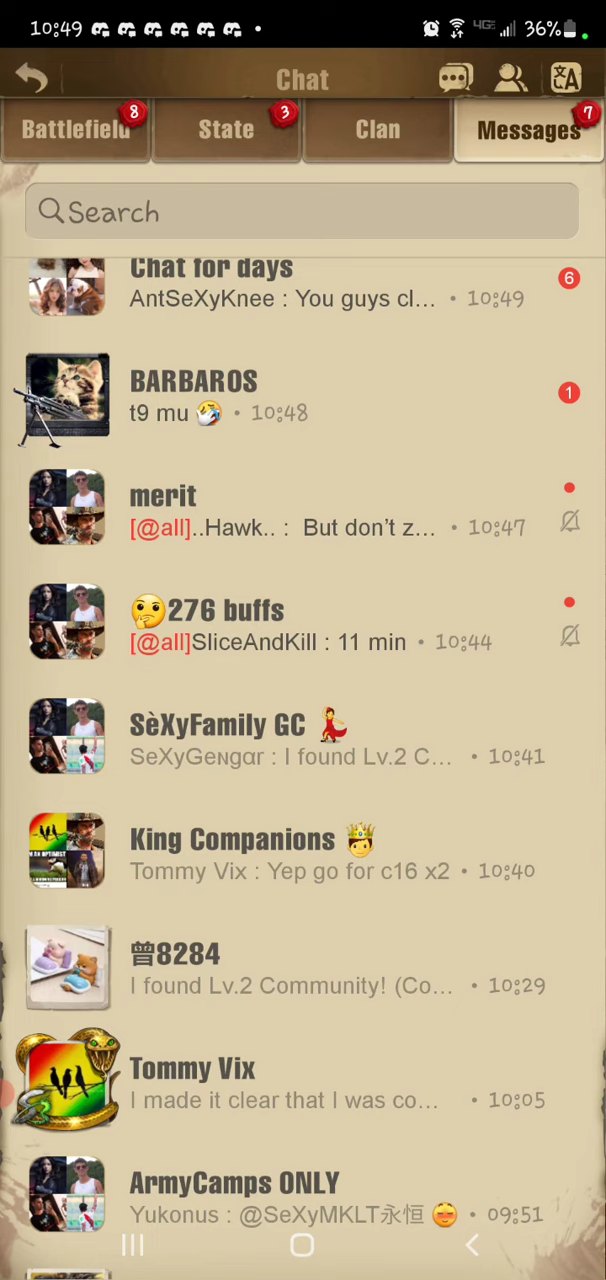 10:49
4G
36%
Chat
文A
Battlefield 8
State 3
Clan
Messages 7
Search
Chat for days
AntSeXyKnee : You guys cl… • 10:49 6
BARBAROS
t9 mu 🤧 • 10:48 1
merit
[@all]..Hawk.. : But don’t z… • 10:47
🤔276 buffs
[@all]SliceAndKill : 11 min • 10:44
SèXyFamily GC 💃
SeXyGeɴgɑr : I found Lv.2 C… • 10:41
King Companions 🤴
Tommy Vix : Yep go for c16 x2 • 10:40
曾8284
I found Lv.2 Community! (Co… • 10:29
Tommy Vix
I made it clear that I was co… • 10:05
ArmyCamps ONLY
Yukonus : @SeXyMKLT永恒 ☺️ • 09:51